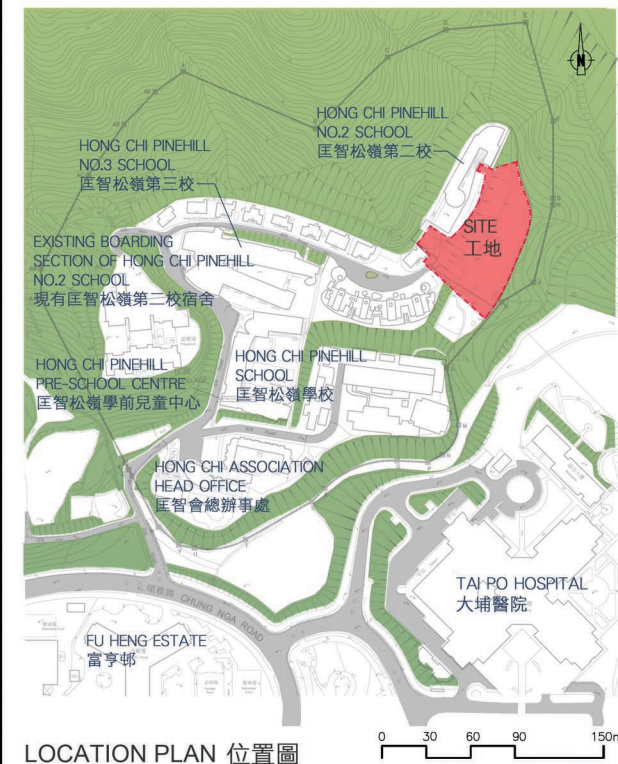 N
HONG CHI PINEHILL
NO.2 SCHOOL
匡智松嶺第二校
HONG CHI PINEHILL
NO.3 SCHOOL
匡智松嶺第三校
SITE
工地
EXISTING BOARDING
SECTION OF HONG CHI PINEHILL
NO.2 SCHOOL
現有匡智松嶺第二校宿舍
HONG CHI PINEHILL
PRE-SCHOOL CENTRE
匡智松嶺學前兒童中心
HONG CHI PINEHILL
SCHOOL
匡智松嶺學校
HONG CHI ASSOCIATION
HEAD OFFICE
匡智會總辦事處
TAI PO HOSPITAL
大埔醫院
CHUNG NGA ROAD
FU HENG ESTATE
富亨邨
LOCATION PLAN 位置圖
0 30 60 90 150m